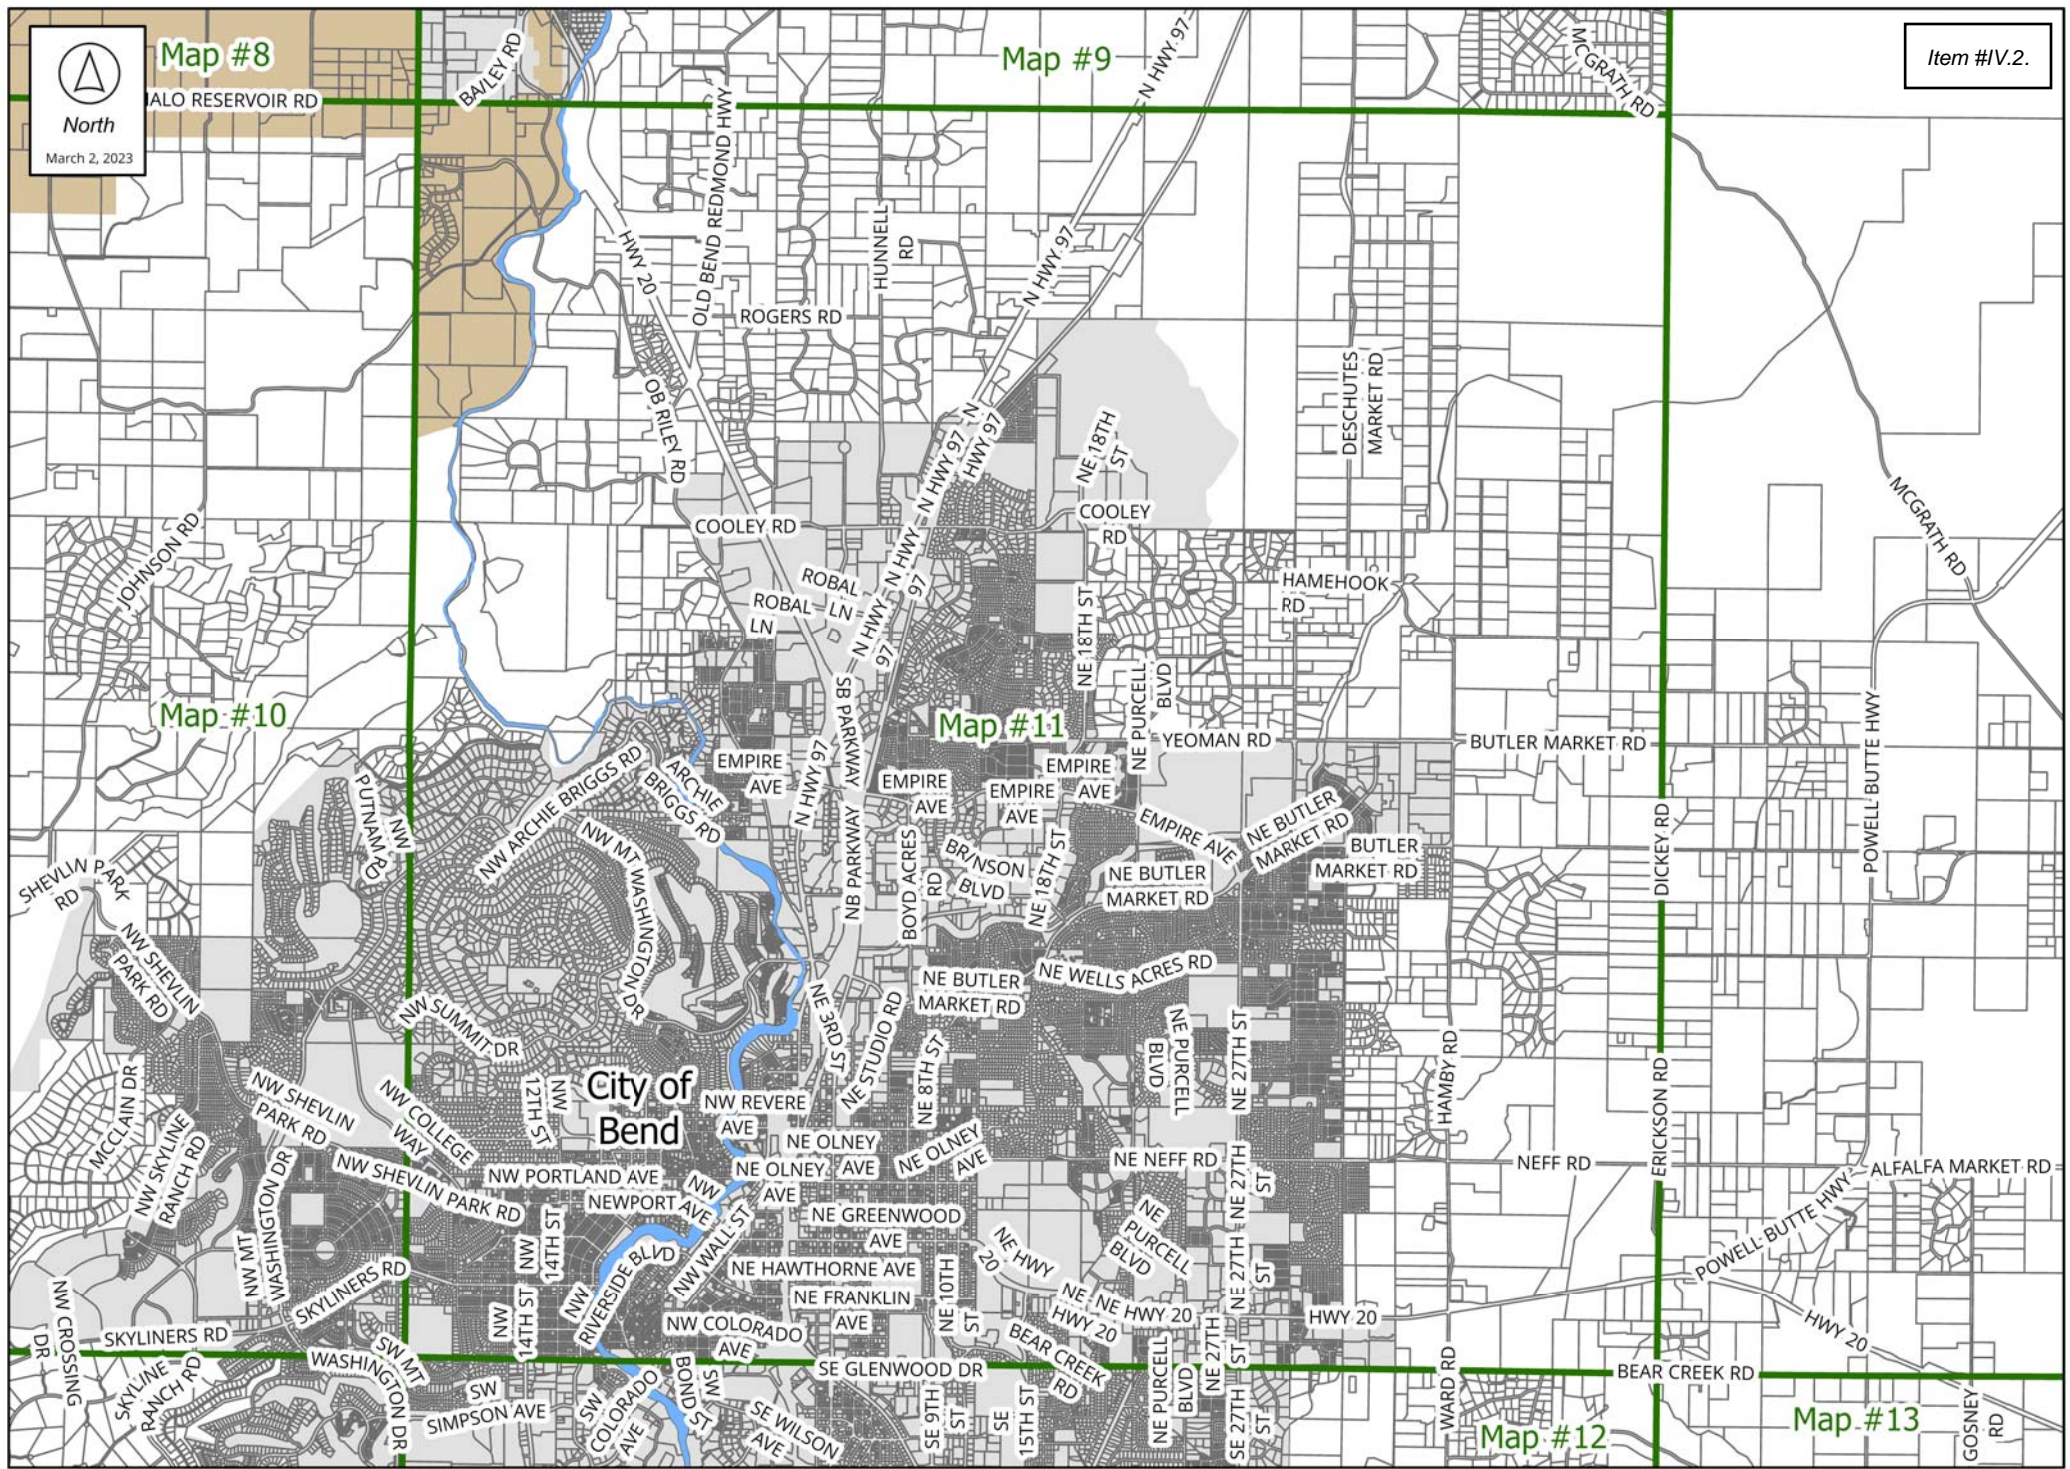 Map #8
Map #9
Item #IV.2.
North
March 2, 2023
BAILEY RD
N HWY 97
MCGRATH RD
ALO RESERVOIR RD
OLD BEND REDMOND HWY
HWY 20
HUNNELL
RD
N HWY 97
ROGERS RD
OB RILEY RD
DESCHUTES
MARKET RD
N HWY 97
N
HWY 97
NE 18TH
ST
MCGRATH RD
JOHNSON RD
COOLEY RD
COOLEY
RD
N HWY
97
N HWY
97
ROBAL
LN
ROBAL
LN
HAMEHOOK
RD
NE 18TH ST
NE PURCELL
BLVD
SB PARKWAY
Map #10
Map #11
YEOMAN RD
BUTLER MARKET RD
POWELL BUTTE HWY
EMPIRE
AVE
EMPIRE
AVE
EMPIRE
AVE
EMPIRE
AVE
N HWY 97
NW ARCHIE BRIGGS RD
ARCHIE
BRIGGS RD
NW
PUTNAM RD
NW MT WASHINGTON DR
NB PARKWAY
BOYD ACRES
RD
BRINSON
BLVD
NE 18TH ST
EMPIRE AVE
NE BUTLER
MARKET RD
BUTLER
MARKET RD
NE BUTLER
MARKET RD
DICKEY RD
SHEVLIN PARK
RD
NW SHEVLIN
PARK RD
NE BUTLER
MARKET RD
NE WELLS ACRES RD
NW SUMMIT DR
NE 3RD ST
NE STUDIO RD
NE 8TH ST
NE PURCELL
BLVD
NE 27TH ST
HAMBY RD
ERICKSON RD
City of
Bend
NW
12TH ST
NW REVERE
AVE
MCCLAIN DR
NW SKYLINE
RANCH RD
NW SHEVLIN
PARK RD
NW COLLEGE
WAY
NE OLNEY
AVE
NE OLNEY
AVE
NE OLNEY
AVE
NE NEFF RD
NE 27TH
ST
NEFF RD
ALFALFA MARKET RD
NW SHEVLIN PARK RD
NW PORTLAND AVE
NEWPORT AVE
NW
NE GREENWOOD
AVE
NE
PURCELL
BLVD
NE 27TH
ST
POWELL BUTTE HWY
NW MT
WASHINGTON DR
SKYLINERS RD
NW
14TH ST
NW
RIVERSIDE BLVD
NW WALL ST
NE HAWTHORNE AVE
NE FRANKLIN
AVE
NE 10TH
ST
NE HWY
20
NE
HWY 20
NE HWY 20
HWY 20
HWY 20
NW CROSSING
DR
SKYLINERS RD
NW
14TH ST
NW COLORADO
AVE
BEAR CREEK
RD
SE GLENWOOD DR
BEAR CREEK RD
SKYLINE
RANCH RD
SW MT
WASHINGTON DR
SW
SIMPSON AVE
SW
COLORADO
AVE
SW
BOND ST
SE WILSON
AVE
SE 9TH
ST
SE
15TH ST
NE PURCELL
BLVD
NE 27TH
ST
SE 27TH
ST
WARD RD
Map #12
Map #13
GOSNEY
RD